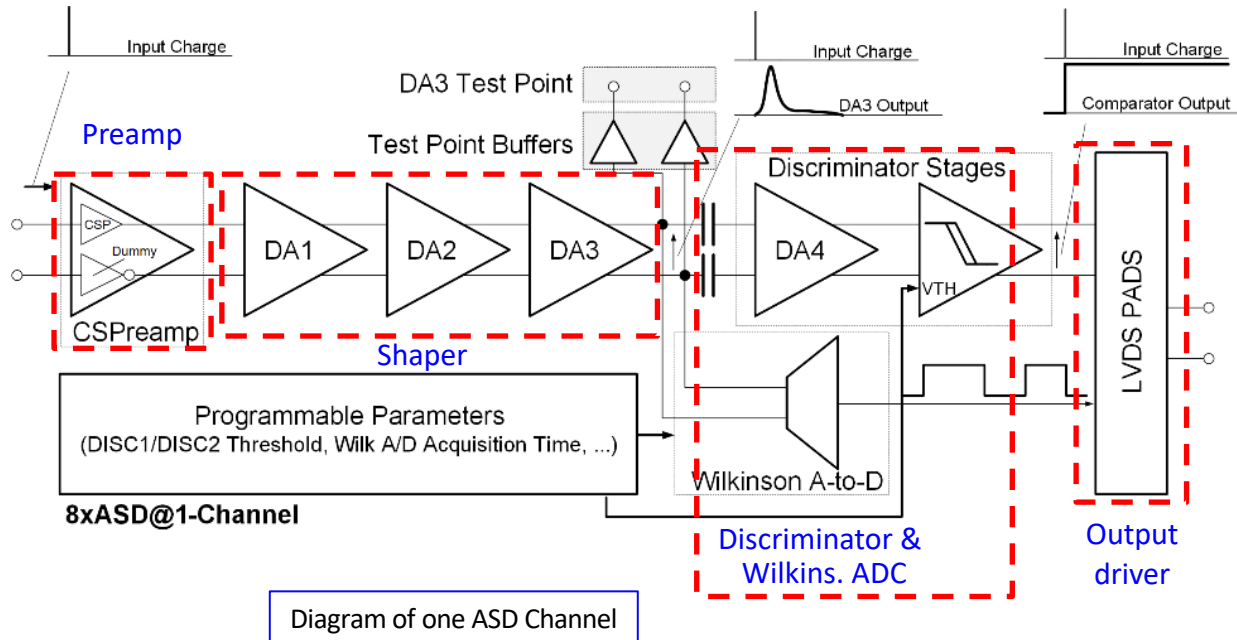 Input Charge
Input Charge
Input Charge
DA3 Test Point
DA3 Output
Comparator Output
Preamp
Test Point Buffers
Discriminator Stages
CSP
Dummy
DA1
DA2
DA3
DA4
VTH
CSPreamp
Shaper
LVDS PADS
Programmable Parameters
(DISC1/DISC2 Threshold, Wilk A/D Acquisition Time, ...)
Wilkinson A-to-D
8xASD@1-Channel
Discriminator &
Wilkins. ADC
Output
driver
Diagram of one ASD Channel